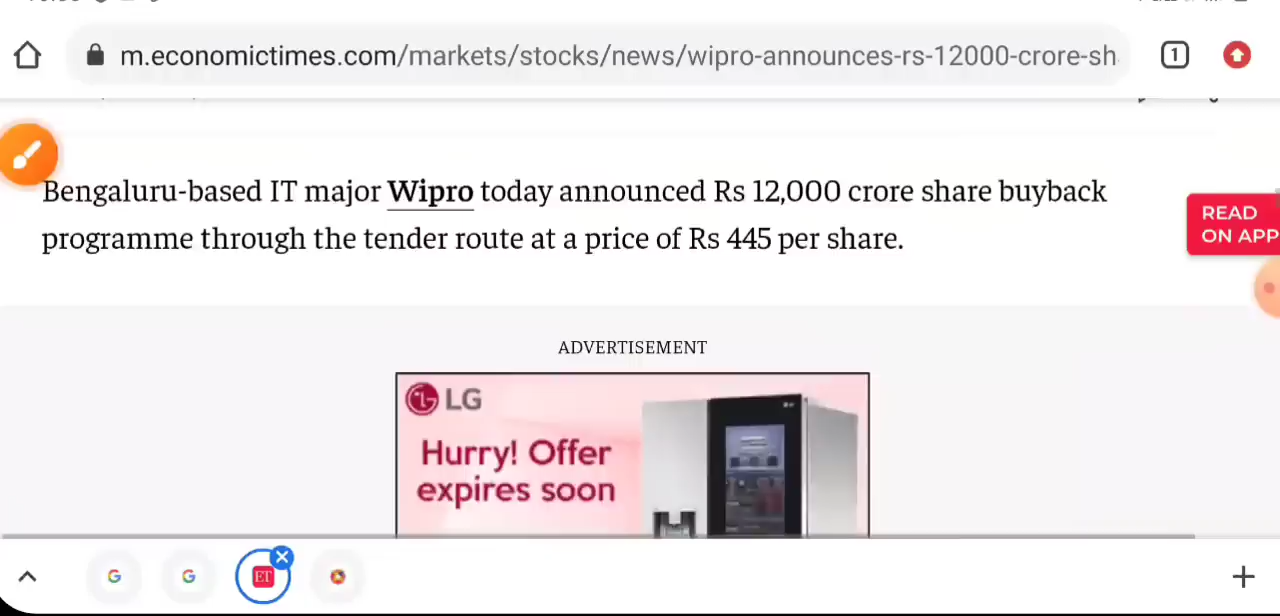 m.economictimes.com/markets/stocks/news/wipro-announces-rs-12000-crore-sh
1
Bengaluru-based IT major Wipro today announced Rs 12,000 crore share buyback
programme through the tender route at a price of Rs 445 per share.
READ
ON APP
ADVERTISEMENT
LG
Hurry! Offer
expires soon
G
G
ET